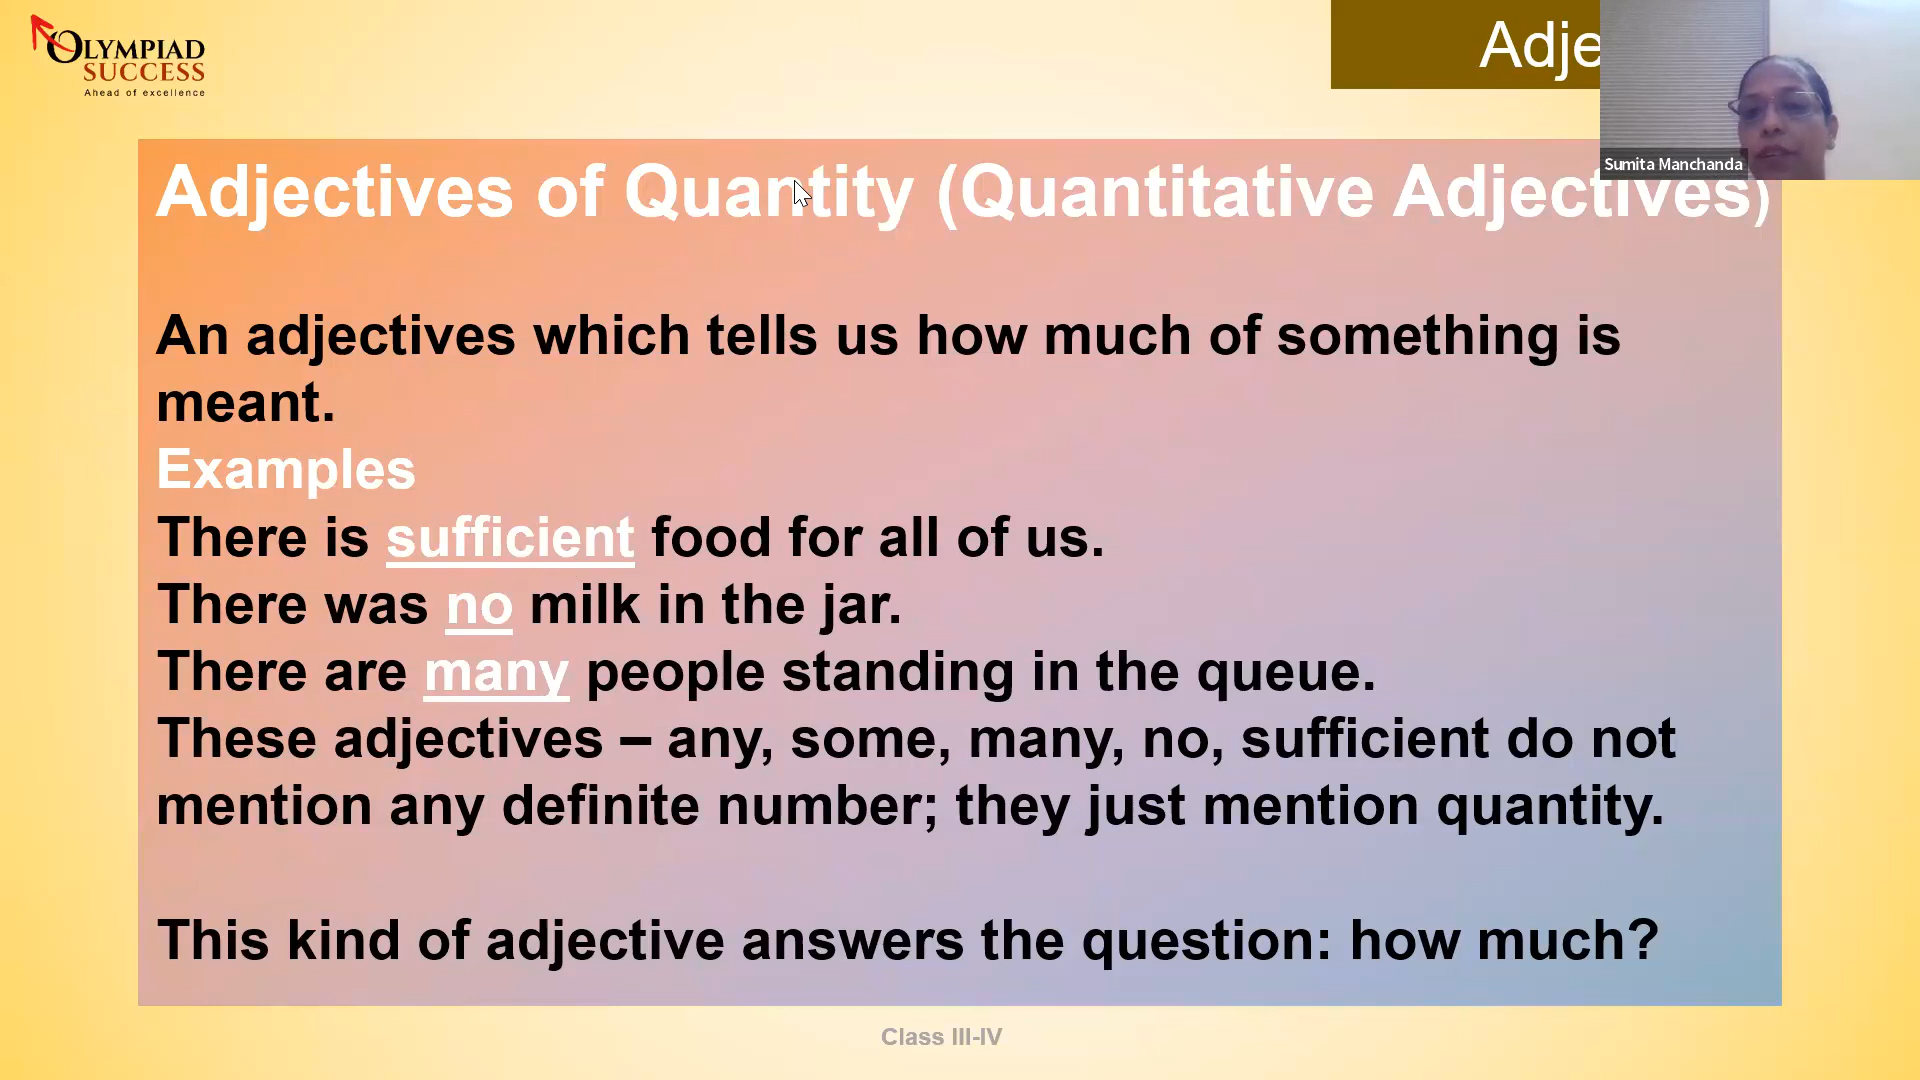 OLYMPIAD
SUCCESS
Ahead of excellence
Adje
Sumita Manchanda
Adjectives of Quantity (Quantitative Adjectives)
An adjectives which tells us how much of something is
meant.
Examples
There is sufficient food for all of us.
There was no milk in the jar.
There are many people standing in the queue.
These adjectives – any, some, many, no, sufficient do not
mention any definite number; they just mention quantity.
This kind of adjective answers the question: how much?
Class III-IV